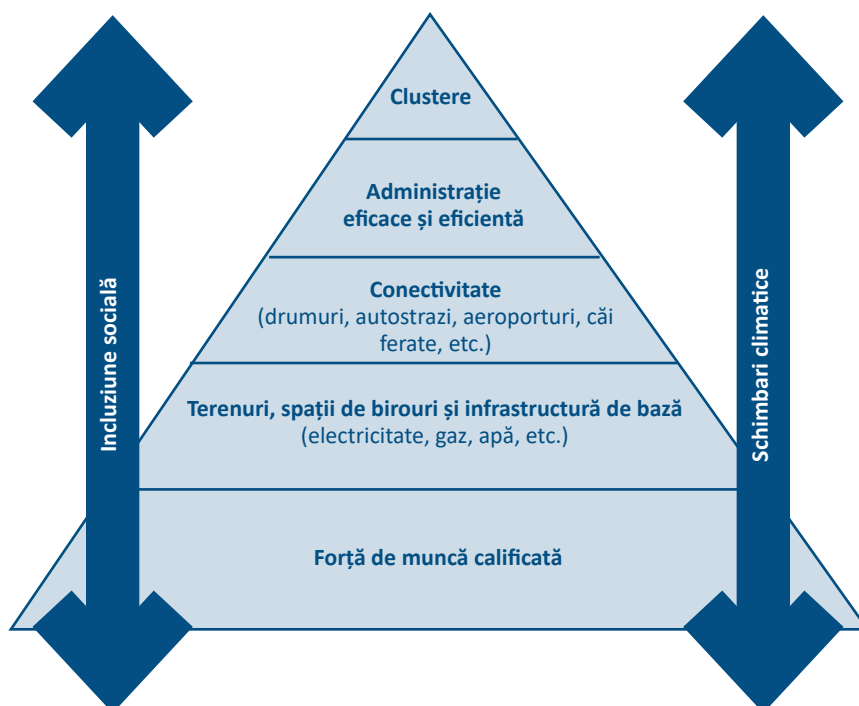 Clustere
Administrație
eficace și eficientă
Conectivitate
(drumuri, autostrazi, aeroporturi, căi
ferate, etc.)
Terenuri, spații de birouri și infrastructură de bază
(electricitate, gaz, apă, etc.)
Forță de muncă calificată
Incluziune socială
Schimbari climatice